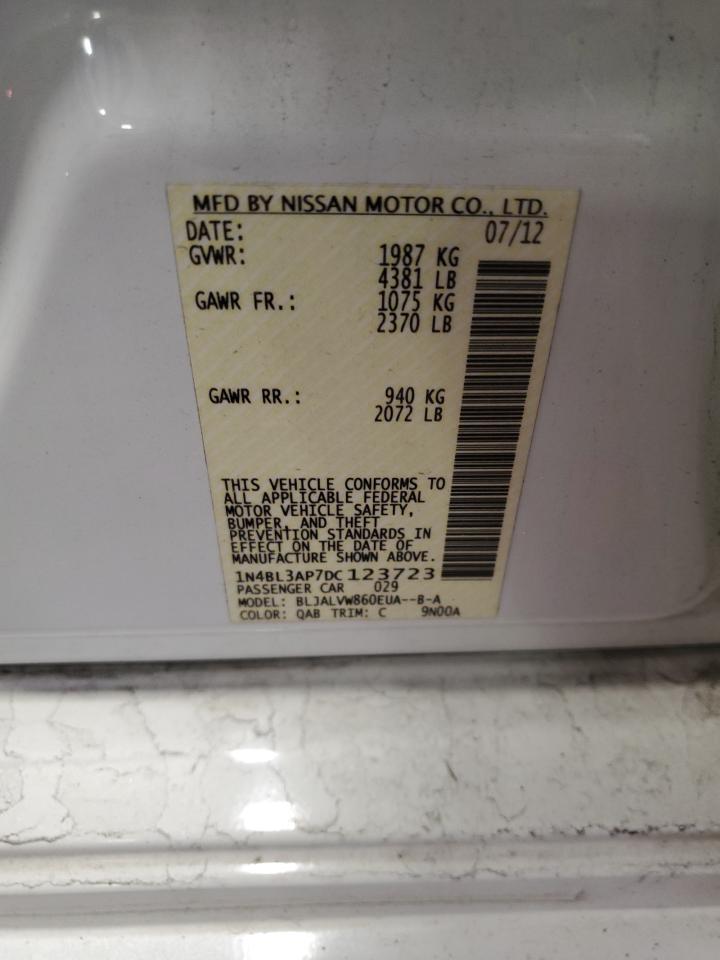 MFD BY NISSAN MOTOR CO., LTD.
DATE: 07/12
GVWR: 1987 KG
4381 LB
GAWR FR.: 1075 KG
2370 LB
GAWR RR.: 940 KG
2072 LB
THIS VEHICLE CONFORMS TO
ALL APPLICABLE FEDERAL
MOTOR VEHICLE SAFETY,
BUMPER, AND THEFT
PREVENTION STANDARDS IN
EFFECT ON THE DATE OF
MANUFACTURE SHOWN ABOVE.
1N4BL3AP7DC123723
PASSENGER CAR 029
MODEL: BLJALVW860EUA--B-A
COLOR: QAB TRIM: C 9N00A